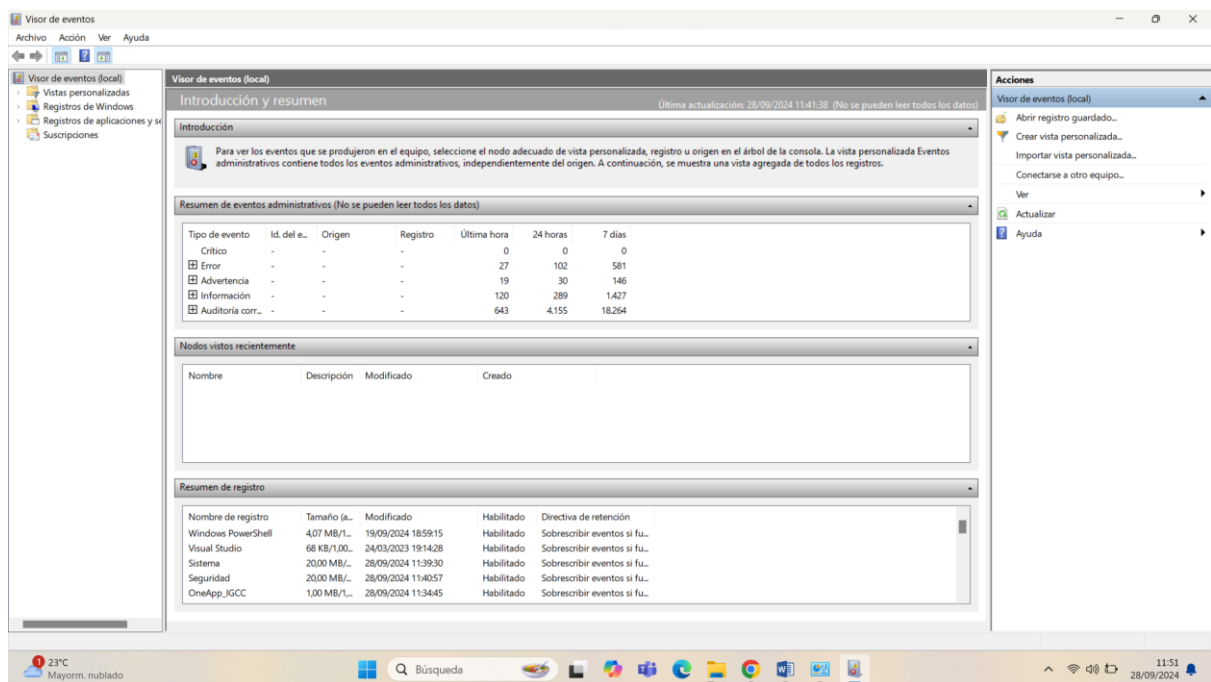 Visor de eventos
Archivo Acción Ver Ayuda
Visor de eventos (local)
Vistas personalizadas
Registros de Windows
Registros de aplicaciones y se
Suscripciones
Visor de eventos (local)
Introducción y resumen
Última actualización: 28/09/2024 11:41:38 (No se pueden leer todos los datos)
Introducción
Para ver los eventos que se produjeron en el equipo, seleccione el nodo adecuado de vista personalizada, registro u origen en el árbol de la consola. La vista personalizada Eventos
administrativos contiene todos los eventos administrativos, independientemente del origen. A continuación, se muestra una vista agregada de todos los registros.
Resumen de eventos administrativos (No se pueden leer todos los datos)
Tipo de evento Id. del e... Origen Registro Última hora 24 horas 7 días
Crítico - - - 0 0 0
Error - - - 27 102 581
Advertencia - - - 19 30 146
Información - - - 120 289 1.427
Auditoría corr... - - - 643 4.155 18.264
Nodos vistos recientemente
Nombre Descripción Modificado Creado
Resumen de registro
Nombre de registro Tamaño (a... Modificado Habilitado Directiva de retención
Windows PowerShell 4,07 MB/1... 19/09/2024 18:59:15 Habilitado Sobrescribir eventos si fu...
Visual Studio 68 KB/1,00... 24/03/2023 19:14:28 Habilitado Sobrescribir eventos si fu...
Sistema 20,00 MB/... 28/09/2024 11:39:30 Habilitado Sobrescribir eventos si fu...
Seguridad 20,00 MB/... 28/09/2024 11:40:57 Habilitado Sobrescribir eventos si fu...
OneApp_IGCC 1,00 MB/1,... 28/09/2024 11:34:45 Habilitado Sobrescribir eventos si fu...
Acciones
Visor de eventos (local)
Abrir registro guardado...
Crear vista personalizada...
Importar vista personalizada...
Conectarse a otro equipo...
Ver
Actualizar
Ayuda
1
23°C
Mayorm. nublado
Búsqueda
11:51
28/09/2024